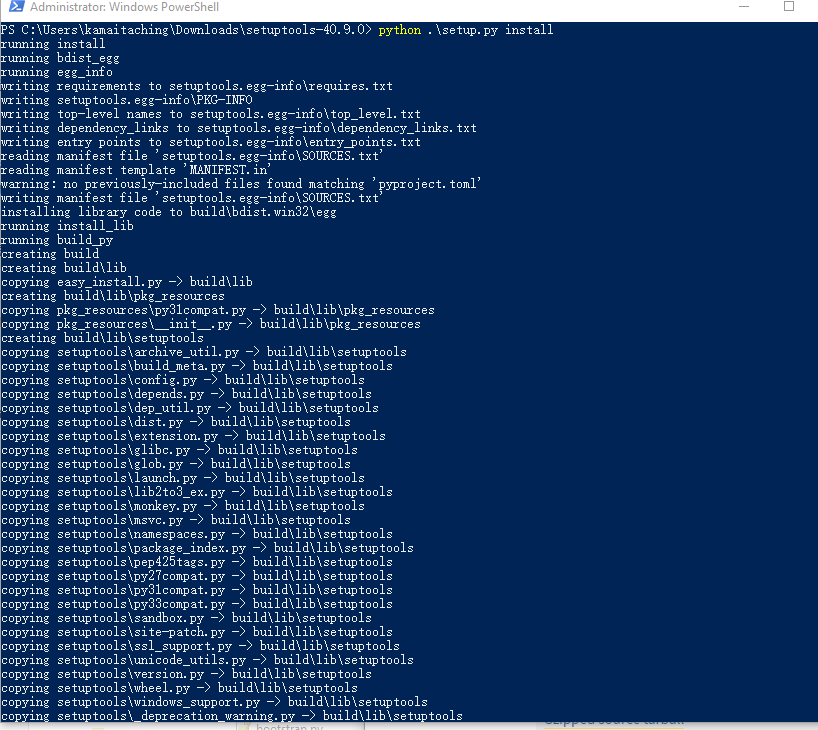 Administrator: Windows PowerShell
PS C:\Users\kamaitaching\Downloads\setuptools-40.9.0> python .\setup.py install
running install
running bdist_egg
running egg_info
writing requirements to setuptools.egg-info\requires.txt
writing setuptools.egg-info\PKG-INFO
writing top-level names to setuptools.egg-info\top_level.txt
writing dependency_links to setuptools.egg-info\dependency_links.txt
writing entry points to setuptools.egg-info\entry_points.txt
reading manifest file 'setuptools.egg-info\SOURCES.txt'
reading manifest template 'MANIFEST.in'
warning: no previously-included files found matching 'pyproject.toml'
writing manifest file 'setuptools.egg-info\SOURCES.txt'
installing library code to build\bdist.win32\egg
running install_lib
running build_py
creating build
creating build\lib
copying easy_install.py -> build\lib
creating build\lib\pkg_resources
copying pkg_resources\py31compat.py -> build\lib\pkg_resources
copying pkg_resources\__init__.py -> build\lib\pkg_resources
creating build\lib\setuptools
copying setuptools\archive_util.py -> build\lib\setuptools
copying setuptools\build_meta.py -> build\lib\setuptools
copying setuptools\config.py -> build\lib\setuptools
copying setuptools\depends.py -> build\lib\setuptools
copying setuptools\dep_util.py -> build\lib\setuptools
copying setuptools\dist.py -> build\lib\setuptools
copying setuptools\extension.py -> build\lib\setuptools
copying setuptools\glibc.py -> build\lib\setuptools
copying setuptools\glob.py -> build\lib\setuptools
copying setuptools\launch.py -> build\lib\setuptools
copying setuptools\lib2to3_ex.py -> build\lib\setuptools
copying setuptools\monkey.py -> build\lib\setuptools
copying setuptools\msvc.py -> build\lib\setuptools
copying setuptools\namespaces.py -> build\lib\setuptools
copying setuptools\package_index.py -> build\lib\setuptools
copying setuptools\pep425tags.py -> build\lib\setuptools
copying setuptools\py27compat.py -> build\lib\setuptools
copying setuptools\py31compat.py -> build\lib\setuptools
copying setuptools\py33compat.py -> build\lib\setuptools
copying setuptools\sandbox.py -> build\lib\setuptools
copying setuptools\site-patch.py -> build\lib\setuptools
copying setuptools\ssl_support.py -> build\lib\setuptools
copying setuptools\unicode_utils.py -> build\lib\setuptools
copying setuptools\version.py -> build\lib\setuptools
copying setuptools\wheel.py -> build\lib\setuptools
copying setuptools\windows_support.py -> build\lib\setuptools
copying setuptools\_deprecation_warning.py -> build\lib\setuptools